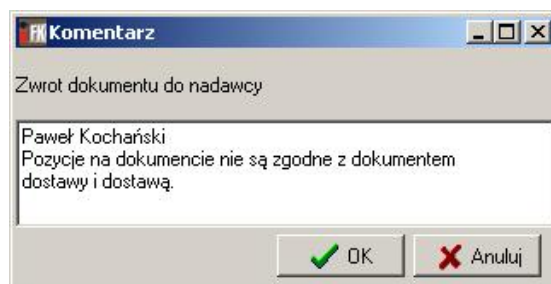 FK Komentarz
Zwrot dokumentu do nadawcy
Paweł Kochański
Pozycje na dokumencie nie są zgodne z dokumentem
dostawy i dostawą.
OK
Anuluj